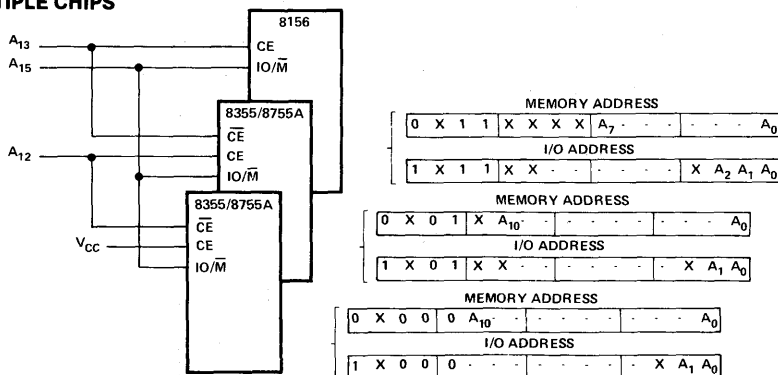 TIPLE CHIPS
8156
A13
CE
A15
IO/M̅
8355/8755A
C̅E̅
A12
CE
IO/M̅
8355/8755A
C̅E̅
VCC
CE
IO/M̅
MEMORY ADDRESS
0 X 1 1 X X X X A7 - - - - - - A0
I/O ADDRESS
1 X 1 1 X X - - - - - - X A2 A1 A0
MEMORY ADDRESS
0 X 0 1 X A10 - - - - - - - - - A0
I/O ADDRESS
1 X 0 1 X X - - - - - - - X A1 A0
MEMORY ADDRESS
0 X 0 0 0 A10 - - - - - - - - - A0
I/O ADDRESS
1 X 0 0 0 - - - - - - - - X A1 A0